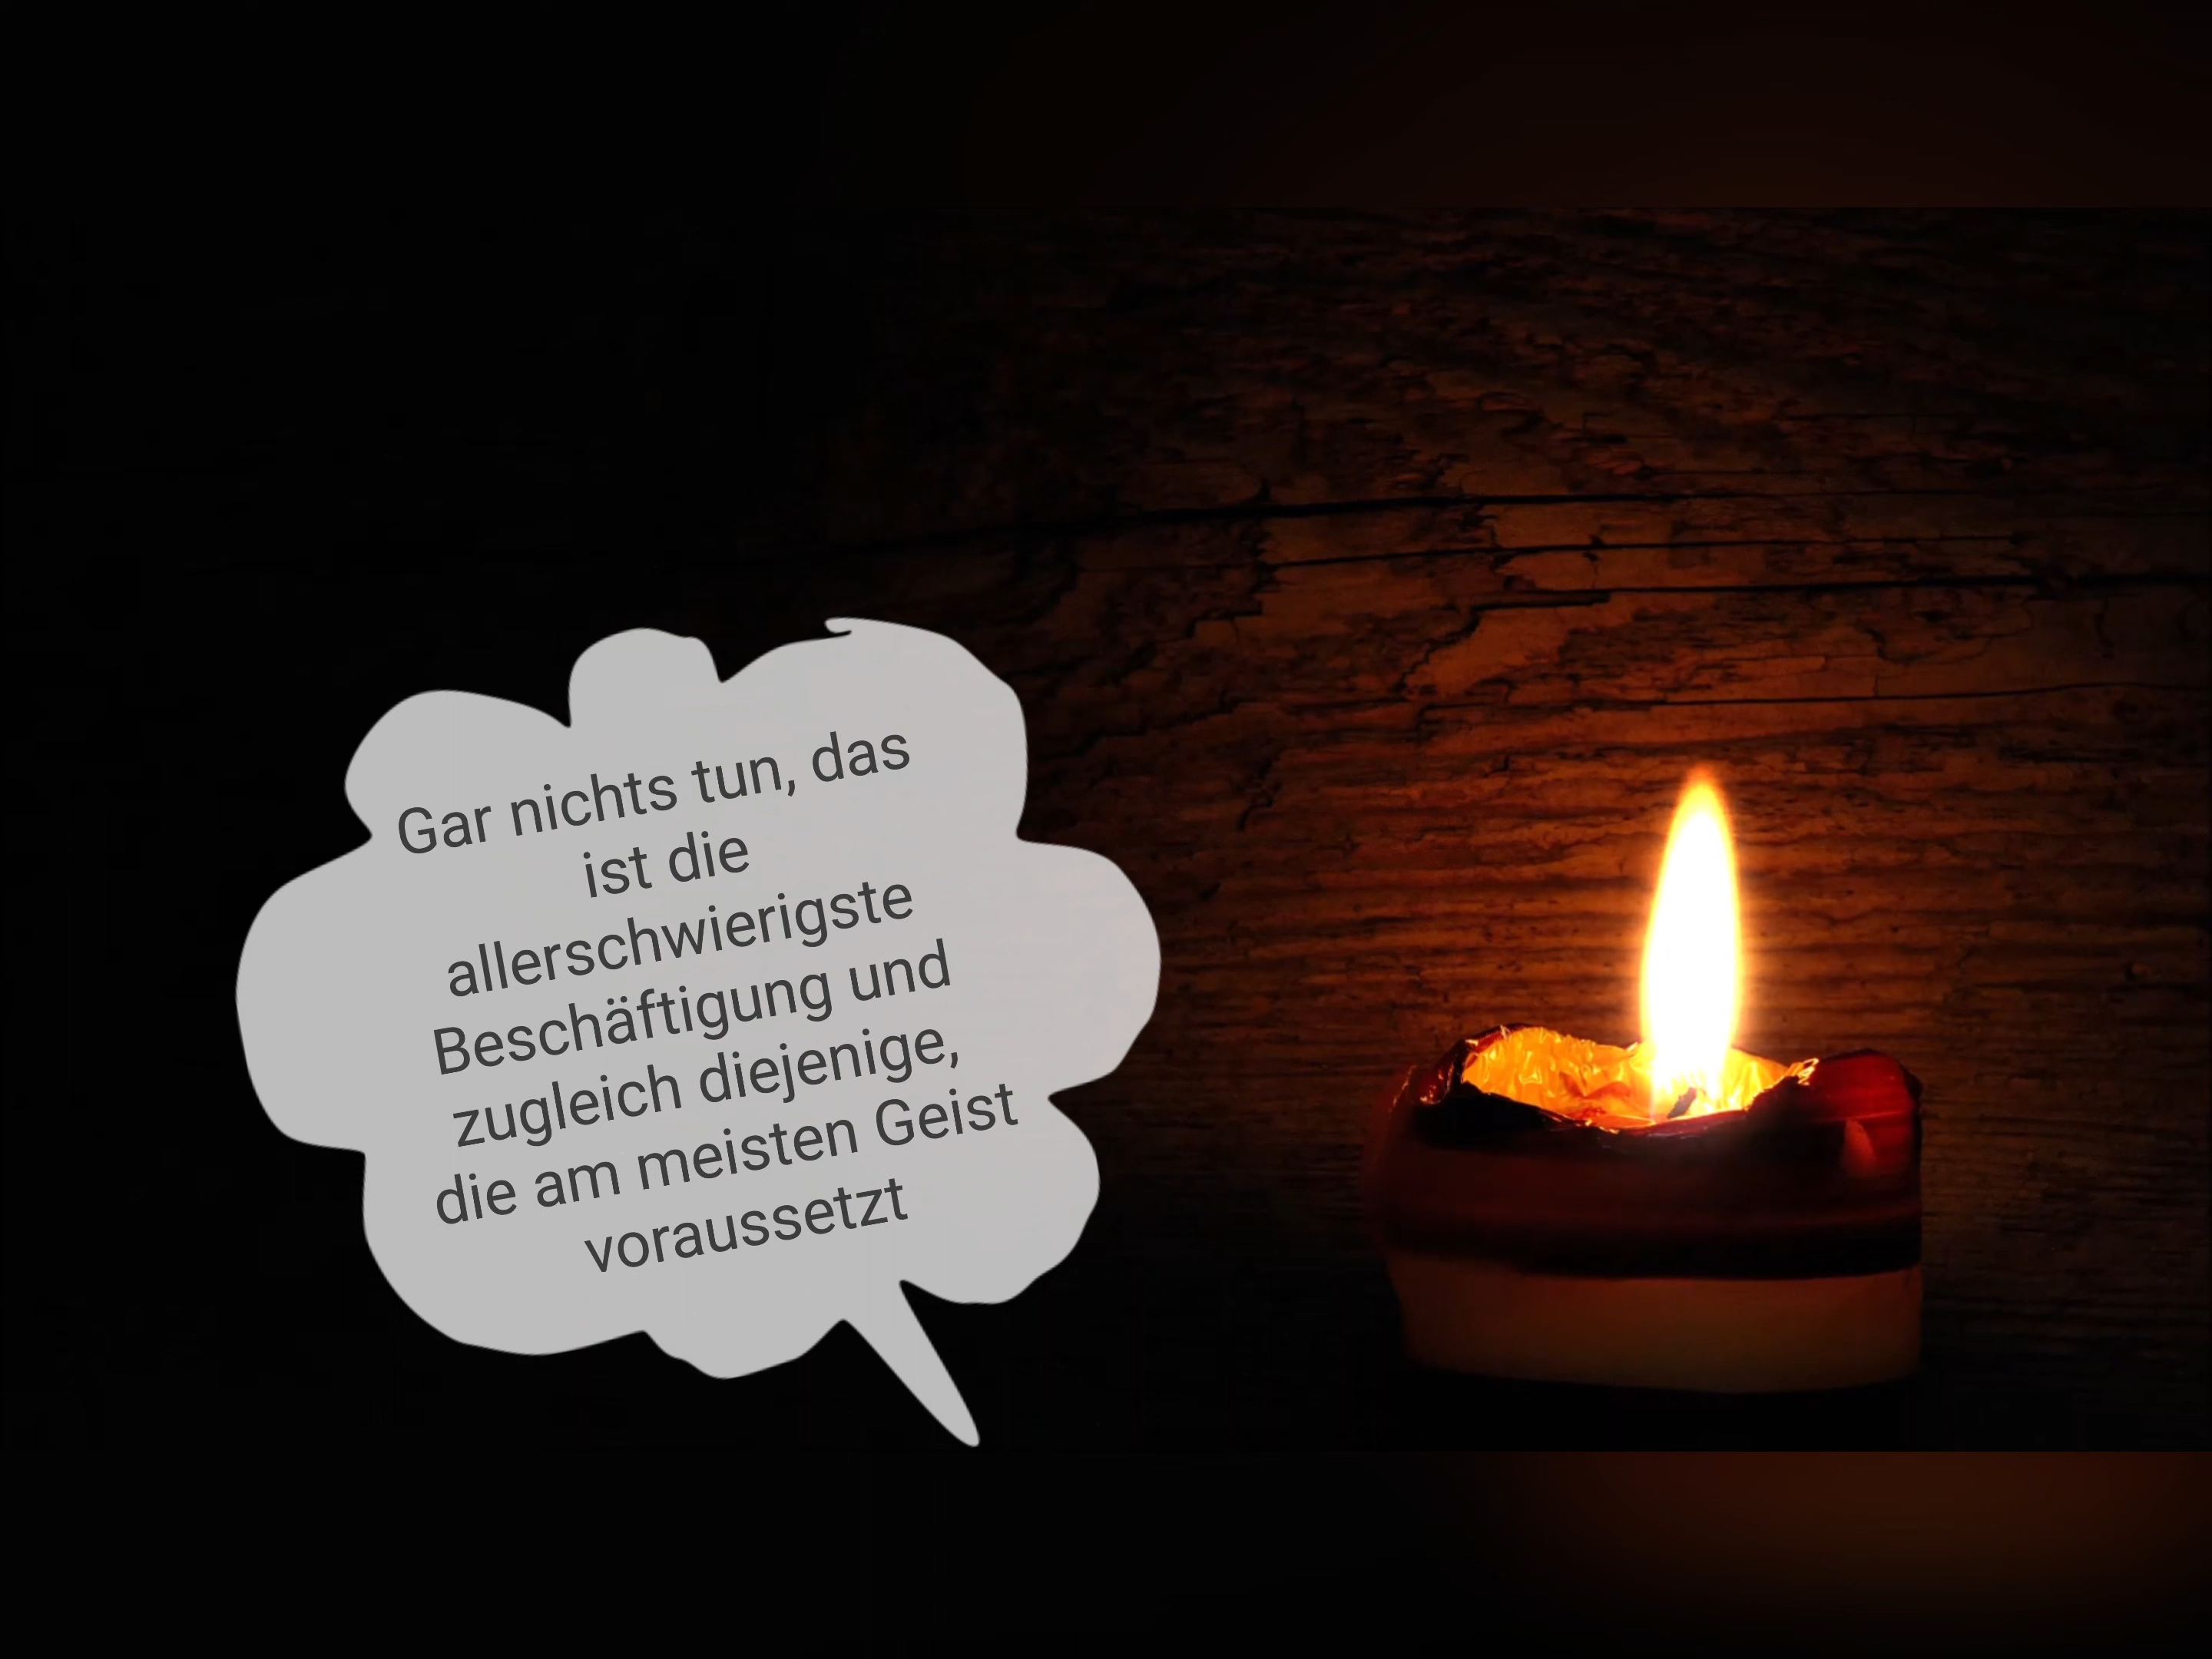 Gar nichts tun, das
ist die
allerschwierigste
Beschäftigung und
zugleich diejenige,
die am meisten Geist
voraussetzt